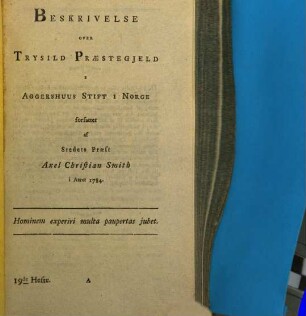 BESKRIVELSE
OVER
TRYSILD PRÆSTEGJELD
I
AGGERSHUUS STIFT I NORGE
forfattet
af
Stedets Præst
Axel Christian Smith
i Aaret 1784.
Hominem experiri multa paupertas jubet.
19de Hefte. A